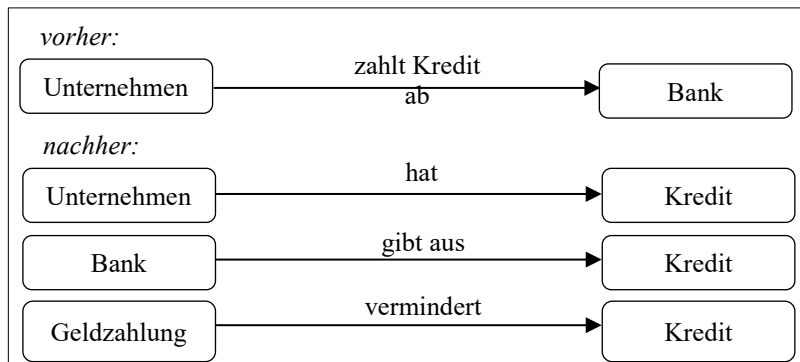 vorher:
zahlt Kredit
Unternehmen
ab
Bank
nachher:
Unternehmen
hat
Kredit
Bank
gibt aus
Kredit
Geldzahlung
vermindert
Kredit